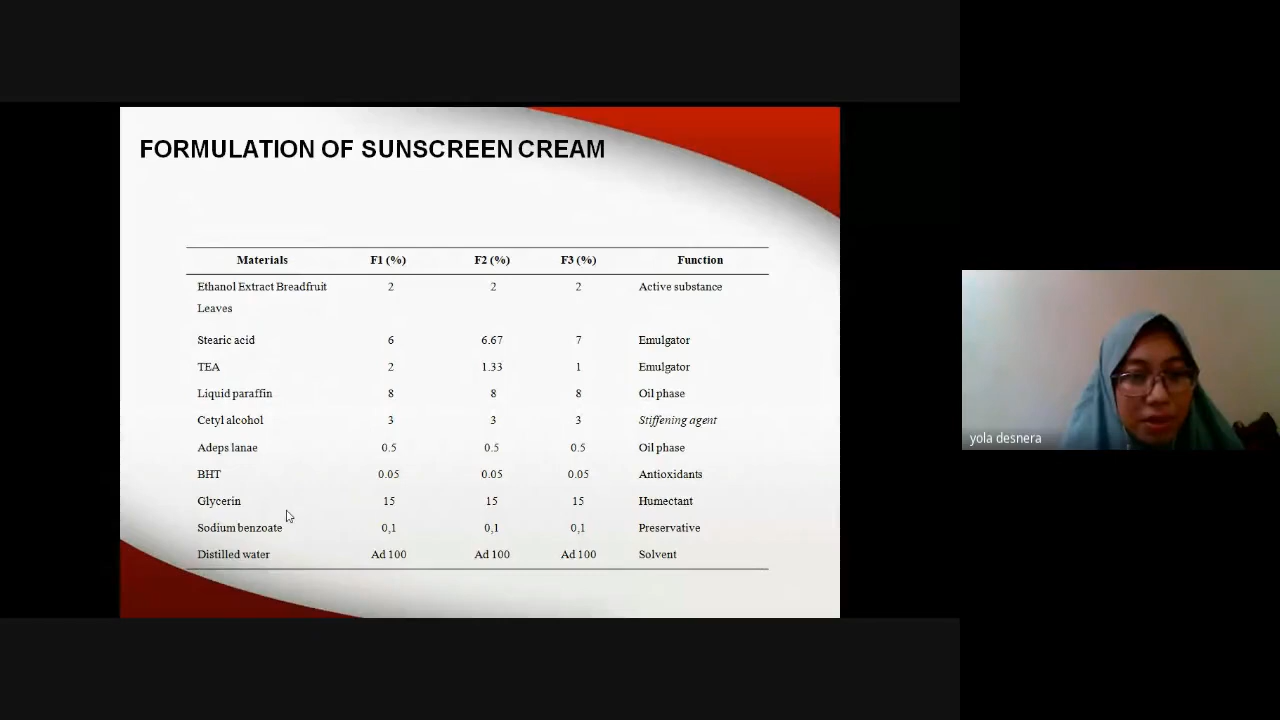 FORMULATION OF SUNSCREEN CREAM
Materials F1 (%) F2 (%) F3 (%) Function
Ethanol Extract Breadfruit 2 2 2 Active substance
Leaves
Stearic acid 6 6.67 7 Emulgator
TEA 2 1.33 1 Emulgator
Liquid paraffin 8 8 8 Oil phase
Cetyl alcohol 3 3 3 Stiffening agent
Adeps lanae 0.5 0.5 0.5 Oil phase
BHT 0.05 0.05 0.05 Antioxidants
Glycerin 15 15 15 Humectant
Sodium benzoate 0,1 0,1 0,1 Preservative
Distilled water Ad 100 Ad 100 Ad 100 Solvent
yola desnera